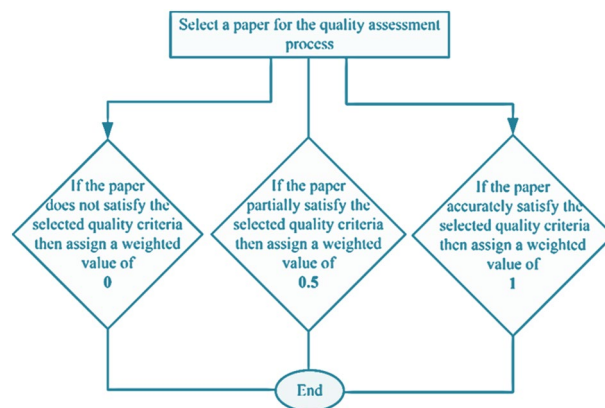 Select a paper for the quality assessment
process
If the paper
does not satisfy the
selected quality criteria
then assign a weighted
value of
0
If the paper
partially satisfy the
selected quality criteria
then assign a weighted
value of
0.5
If the paper
accurately satisfy the
selected quality criteria
then assign a weighted
value of
1
End